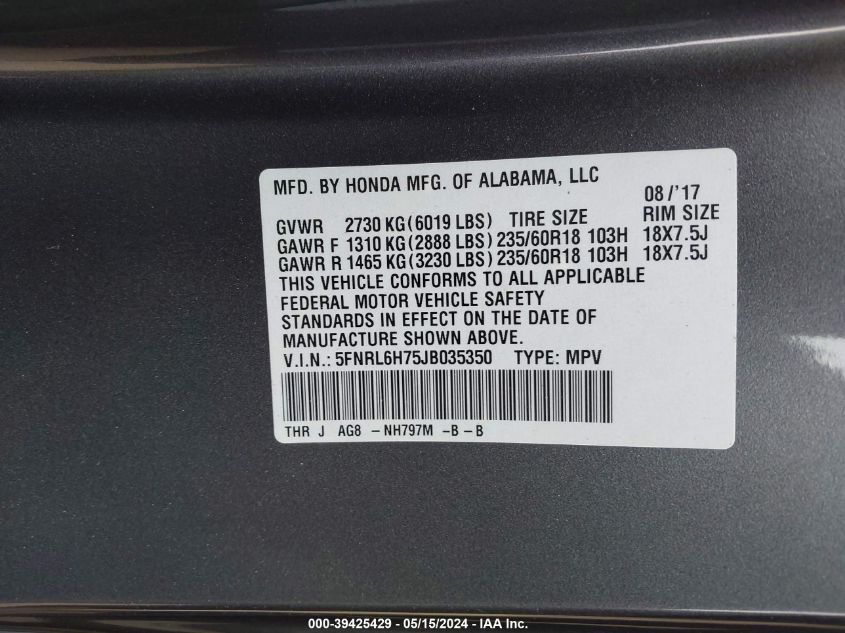 MFD. BY HONDA MFG. OF ALABAMA, LLC 08/'17
GVWR 2730 KG(6019 LBS) TIRE SIZE RIM SIZE
GAWR F 1310 KG(2888 LBS) 235/60R18 103H 18X7.5J
GAWR R 1465 KG(3230 LBS) 235/60R18 103H 18X7.5J
THIS VEHICLE CONFORMS TO ALL APPLICABLE
FEDERAL MOTOR VEHICLE SAFETY
STANDARDS IN EFFECT ON THE DATE OF
MANUFACTURE SHOWN ABOVE.
V.I.N.: 5FNRL6H75JB035350 TYPE: MPV
THR J AG8 -NH797M -B-B
000-39425429 - 05/15/2024 - IAA Inc.